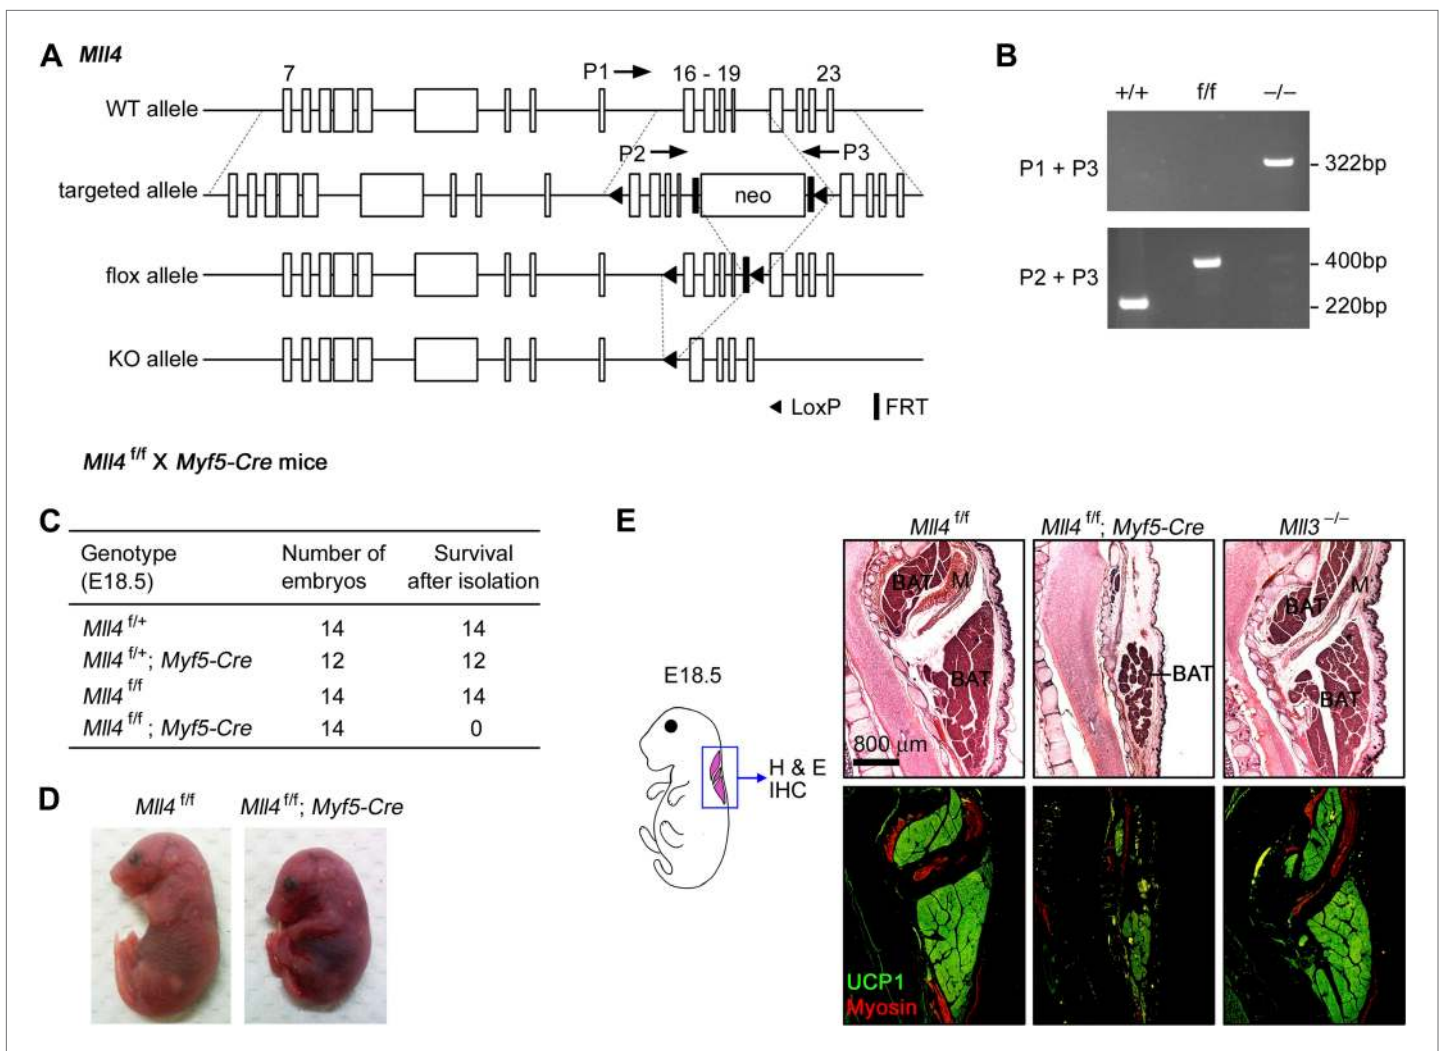 A Mll4
7 P1 16 - 19 23
WT allele
P2 P3
targeted allele neo
flox allele
KO allele
LoxP FRT
B
+/+ f/f –/–
P1 + P3 322bp
P2 + P3 400bp
220bp
Mll4 f/f X Myf5-Cre mice
C
Genotype Number of Survival
(E18.5) embryos after isolation
Mll4 f/+ 14 14
Mll4 f/+; Myf5-Cre 12 12
Mll4 f/f 14 14
Mll4 f/f ; Myf5-Cre 14 0
D
Mll4 f/f Mll4 f/f; Myf5-Cre
E
Mll4 f/f Mll4 f/f; Myf5-Cre Mll3 –/–
BAT M BAT M
BAT BAT BAT
E18.5
800 μm
H & E
IHC
UCP1
Myosin